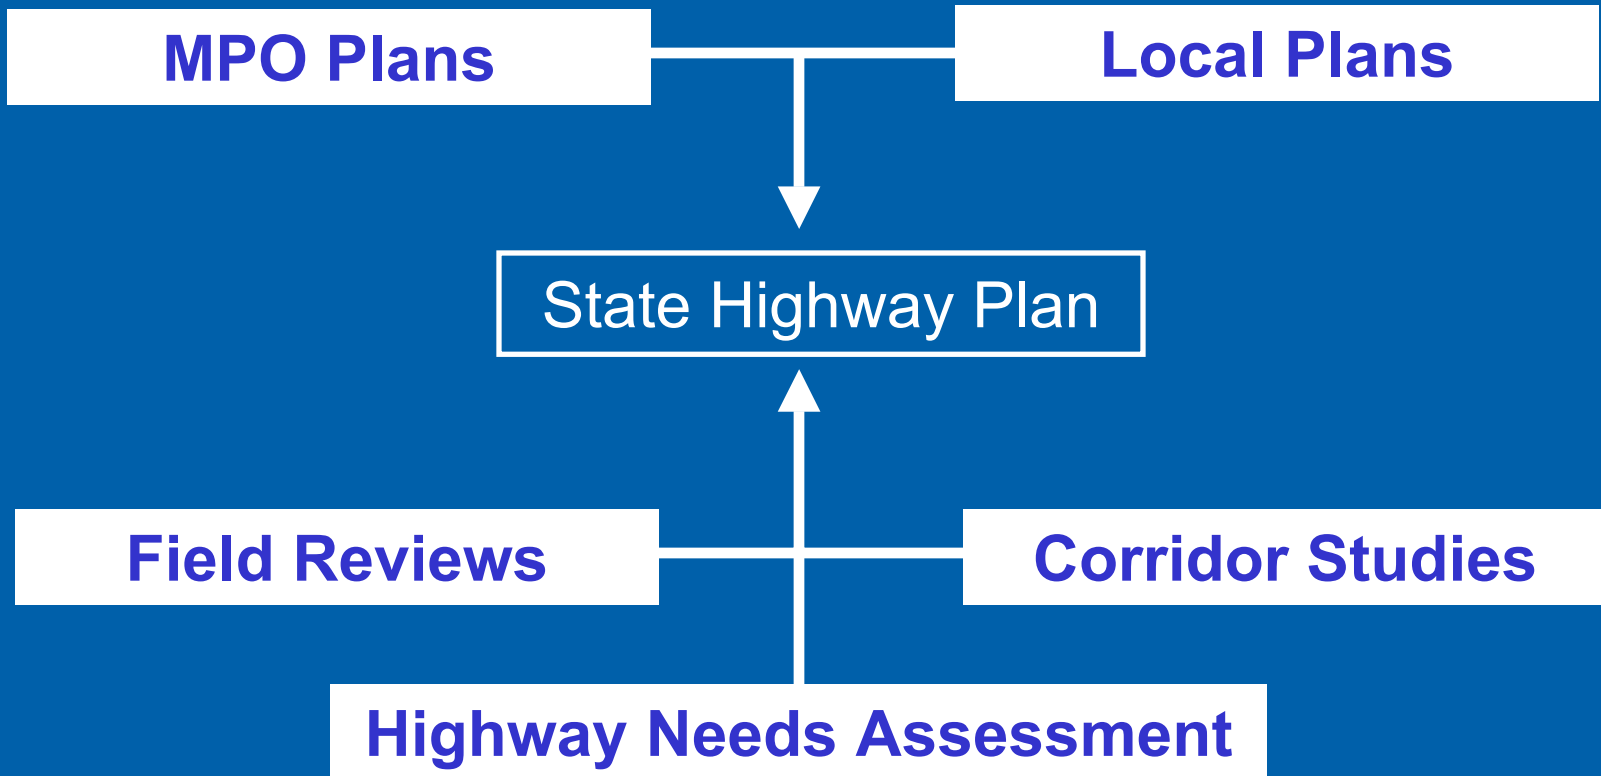 MPO Plans
Local Plans
State Highway Plan
Field Reviews
Corridor Studies
Highway Needs Assessment